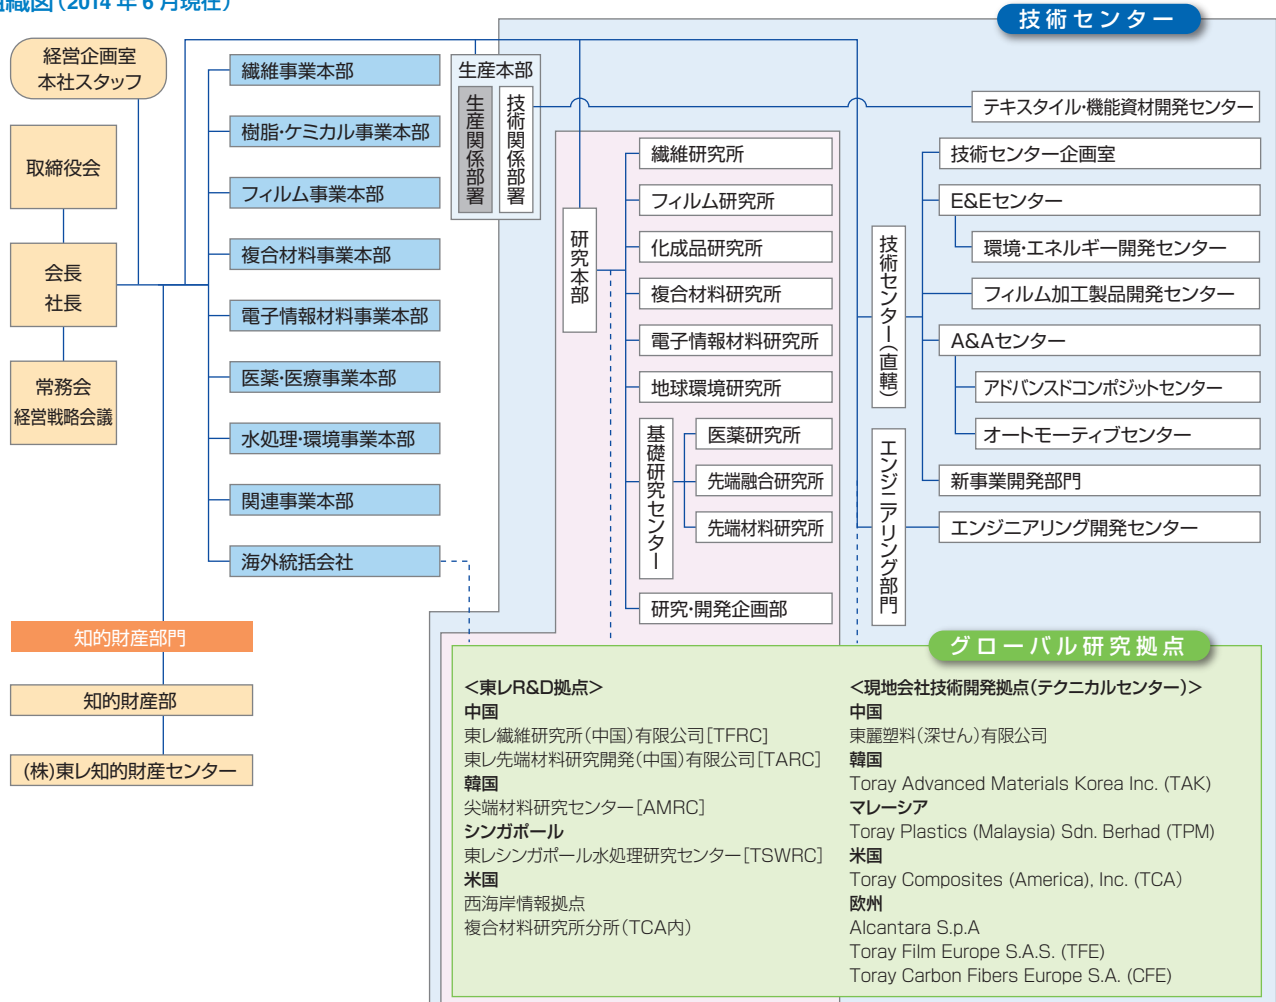 組織図(2014年6月現在)
技術センター
経営企画室
本社スタッフ
取締役会
会長
社長
常務会
経営戦略会議
繊維事業本部
樹脂・ケミカル事業本部
フィルム事業本部
複合材料事業本部
電子情報材料事業本部
医薬・医療事業本部
水処理・環境事業本部
関連事業本部
海外統括会社
知的財産部門
知的財産部
(株)東レ知的財産センター
生産本部
生産関係部署
技術関係部署
研究本部
繊維研究所
フィルム研究所
化成品研究所
複合材料研究所
電子情報材料研究所
地球環境研究所
基礎研究センター
医薬研究所
先端融合研究所
先端材料研究所
研究・開発企画部
テキスタイル・機能資材開発センター
技術センター(直轄)
技術センター企画室
E&Eセンター
環境・エネルギー開発センター
フィルム加工製品開発センター
A&Aセンター
アドバンスドコンポジットセンター
オートモーティブセンター
新事業開発部門
エンジニアリング部門
エンジニアリング開発センター
グローバル研究拠点
<東レR&D拠点>
中国
東レ繊維研究所(中国)有限公司[TFRC]
東レ先端材料研究開発(中国)有限公司[TARC]
韓国
尖端材料研究センター[AMRC]
シンガポール
東レシンガポール水処理研究センター[TSWRC]
米国
西海岸情報拠点
複合材料研究所分所(TCA内)
<現地会社技術開発拠点(テクニカルセンター)>
中国
東麗塑料(深せん)有限公司
韓国
Toray Advanced Materials Korea Inc. (TAK)
マレーシア
Toray Plastics (Malaysia) Sdn. Berhad (TPM)
米国
Toray Composites (America), Inc. (TCA)
欧州
Alcantara S.p.A
Toray Film Europe S.A.S. (TFE)
Toray Carbon Fibers Europe S.A. (CFE)